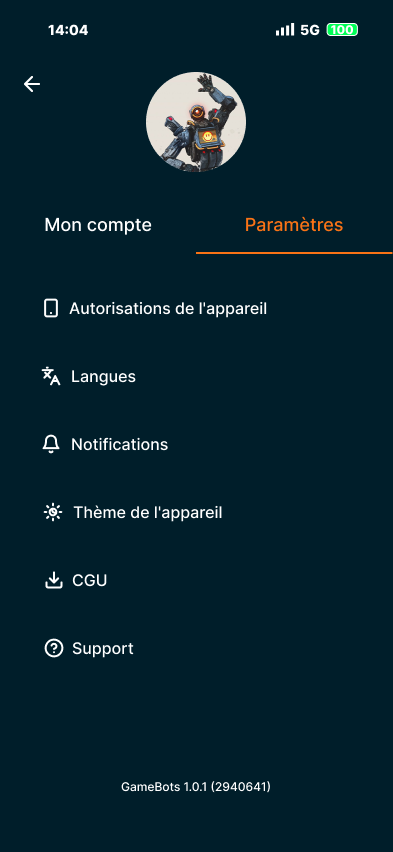 14:04
5G
100
Mon compte
Paramètres
Autorisations de l'appareil
Langues
Notifications
Thème de l'appareil
CGU
Support
GameBots 1.0.1 (2940641)